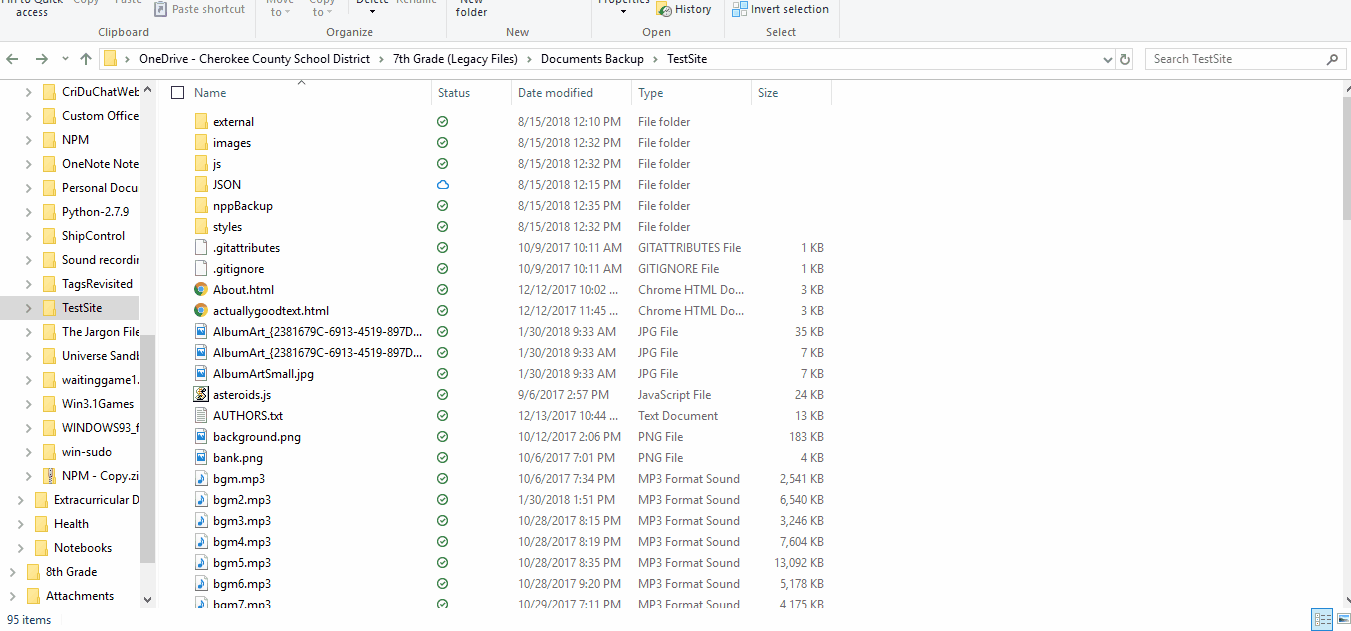 Pin to Quick access Copy Paste Paste shortcut Move to Copy to Delete Rename New folder Properties History Invert selection
Clipboard Organize New Open Select
OneDrive - Cherokee County School District > 7th Grade (Legacy Files) > Documents Backup > TestSite Search TestSite
CriDuChatWeb
Custom Office
NPM
OneNote Note
Personal Docu
Python-2.7.9
ShipControl
Sound recordin
TagsRevisited
TestSite
The Jargon File
Universe Sandb
waitinggame1.
Win3.1Games
WINDOWS93_f
win-sudo
NPM - Copy.zi
Extracurricular D
Health
Notebooks
8th Grade
Attachments
Name Status Date modified Type Size
external 8/15/2018 12:10 PM File folder
images 8/15/2018 12:32 PM File folder
js 8/15/2018 12:32 PM File folder
JSON 8/15/2018 12:15 PM File folder
nppBackup 8/15/2018 12:35 PM File folder
styles 8/15/2018 12:32 PM File folder
.gitattributes 10/9/2017 10:11 AM GITATTRIBUTES File 1 KB
.gitignore 10/9/2017 10:11 AM GITIGNORE File 1 KB
About.html 12/12/2017 10:02 ... Chrome HTML Do... 3 KB
actuallygoodtext.html 12/12/2017 11:45 ... Chrome HTML Do... 3 KB
AlbumArt_{2381679C-6913-4519-897D... 1/30/2018 9:33 AM JPG File 35 KB
AlbumArt_{2381679C-6913-4519-897D... 1/30/2018 9:33 AM JPG File 7 KB
AlbumArtSmall.jpg 1/30/2018 9:33 AM JPG File 7 KB
asteroids.js 9/6/2017 2:57 PM JavaScript File 24 KB
AUTHORS.txt 12/13/2017 10:44 ... Text Document 13 KB
background.png 10/12/2017 2:06 PM PNG File 183 KB
bank.png 10/6/2017 7:01 PM PNG File 4 KB
bgm.mp3 10/6/2017 7:34 PM MP3 Format Sound 2,541 KB
bgm2.mp3 1/30/2018 1:51 PM MP3 Format Sound 6,540 KB
bgm3.mp3 10/28/2017 8:15 PM MP3 Format Sound 3,246 KB
bgm4.mp3 10/28/2017 8:19 PM MP3 Format Sound 7,604 KB
bgm5.mp3 10/28/2017 8:35 PM MP3 Format Sound 13,092 KB
bgm6.mp3 10/28/2017 9:20 PM MP3 Format Sound 5,178 KB
bgm7.mp3 10/29/2017 7:11 PM MP3 Format Sound 4,175 KB
95 items